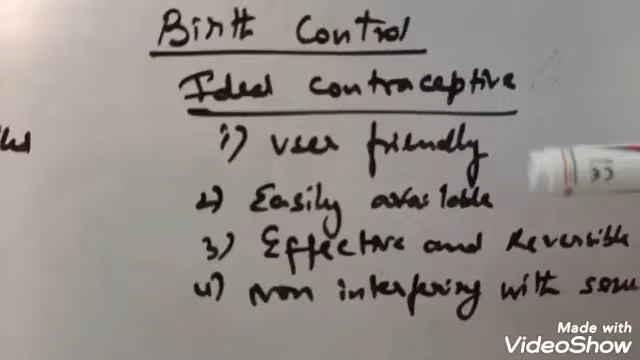 Birth Control
Ideal contraceptive
1) user friendly
2) Easily available
3) Effective and Reversible
4) Non interfering with
CE
Made with
VideoShow